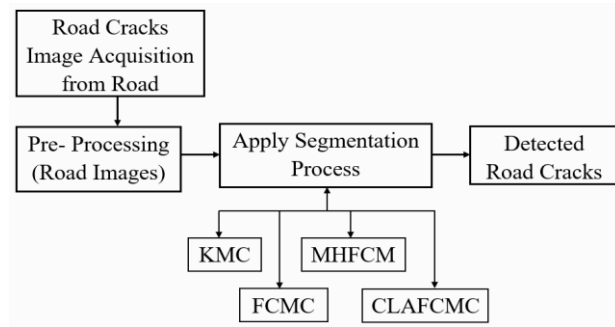 Road Cracks
Image Acquisition
from Road
Pre- Processing
(Road Images)
Apply Segmentation
Process
Detected
Road Cracks
KMC
MHFCM
FCMC
CLAFCMC